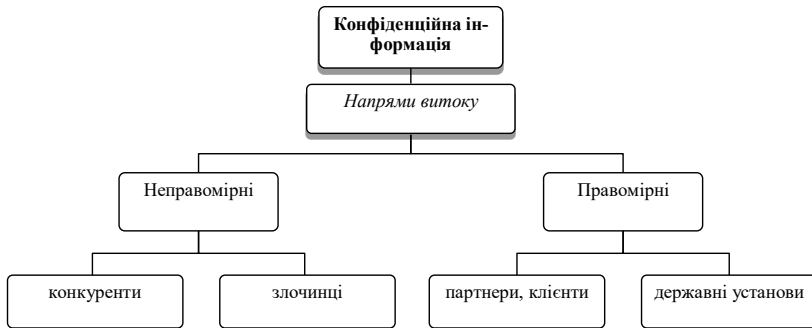 Конфіденційна ін-
формація
Напрями витоку
Неправомірні
Правомірні
конкуренти
злочинці
партнери, клієнти
державні установи